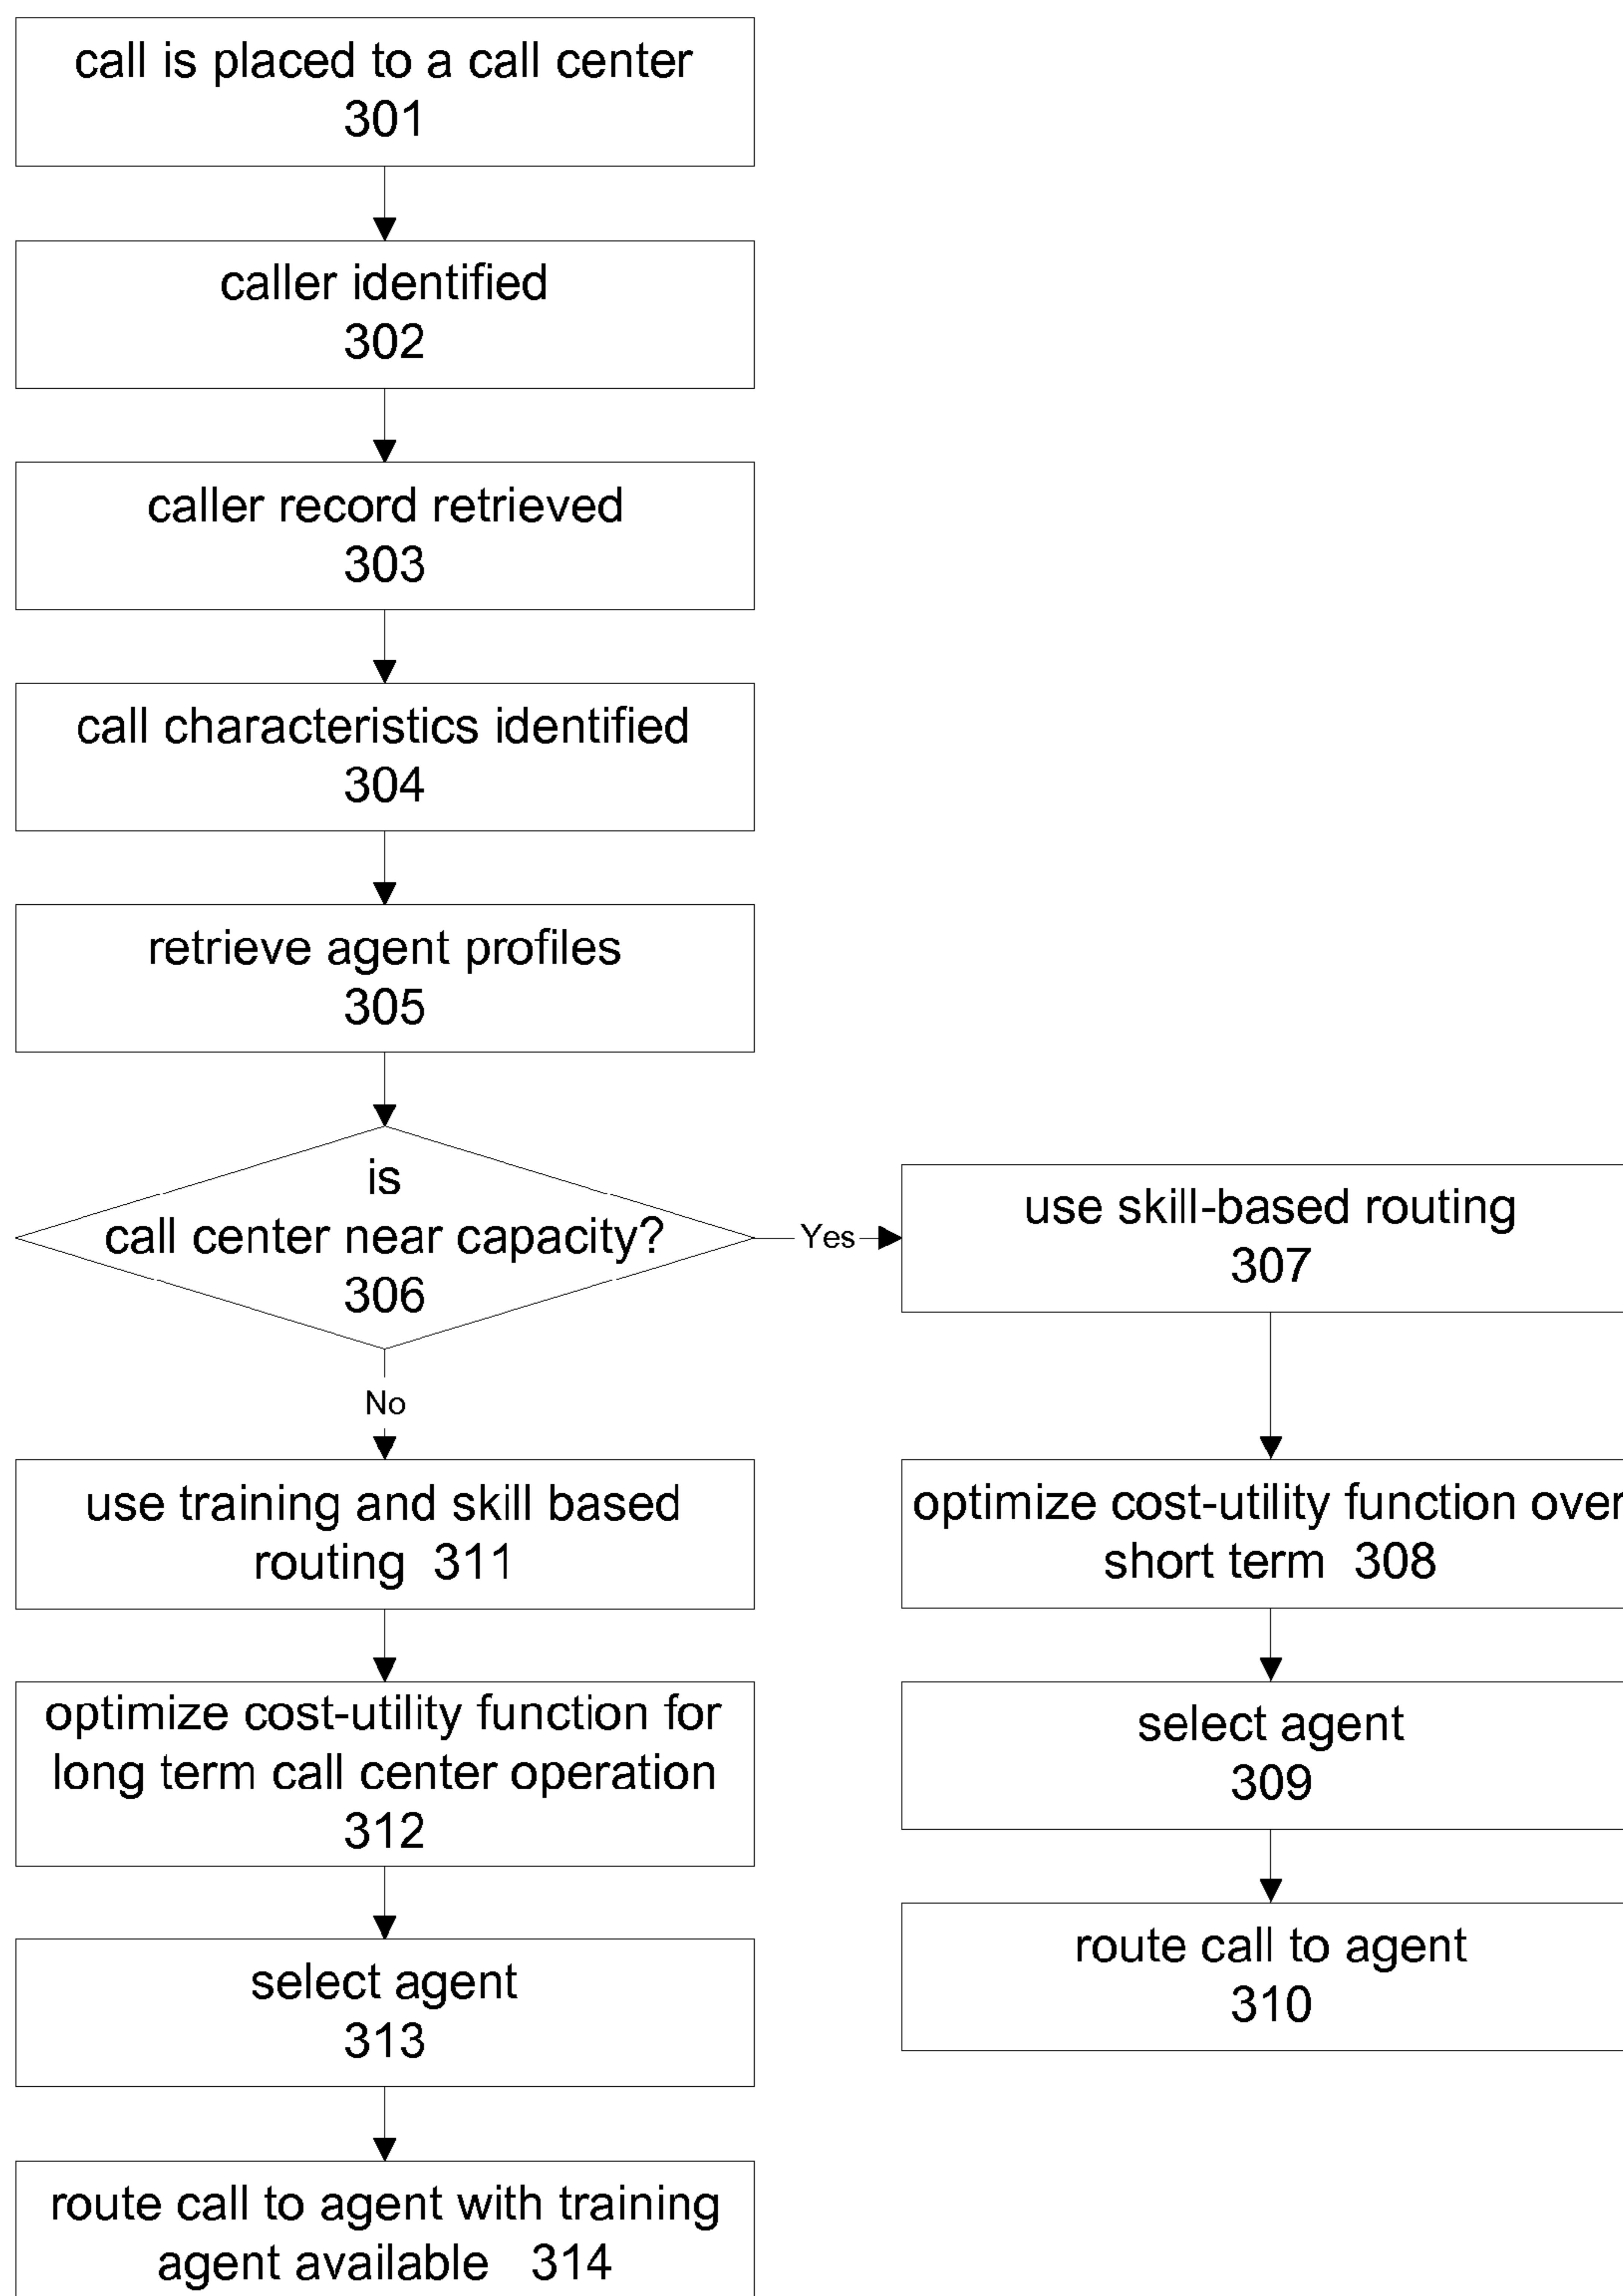 call is placed to a call center
301
caller identified
302
caller record retrieved
303
call characteristics identified
304
retrieve agent profiles
305
is
call center near capacity?
306
Yes
use skill-based routing
307
optimize cost-utility function over
short term 308
select agent
309
route call to agent
310
No
use training and skill based
routing 311
optimize cost-utility function for
long term call center operation
312
select agent
313
route call to agent with training
agent available 314